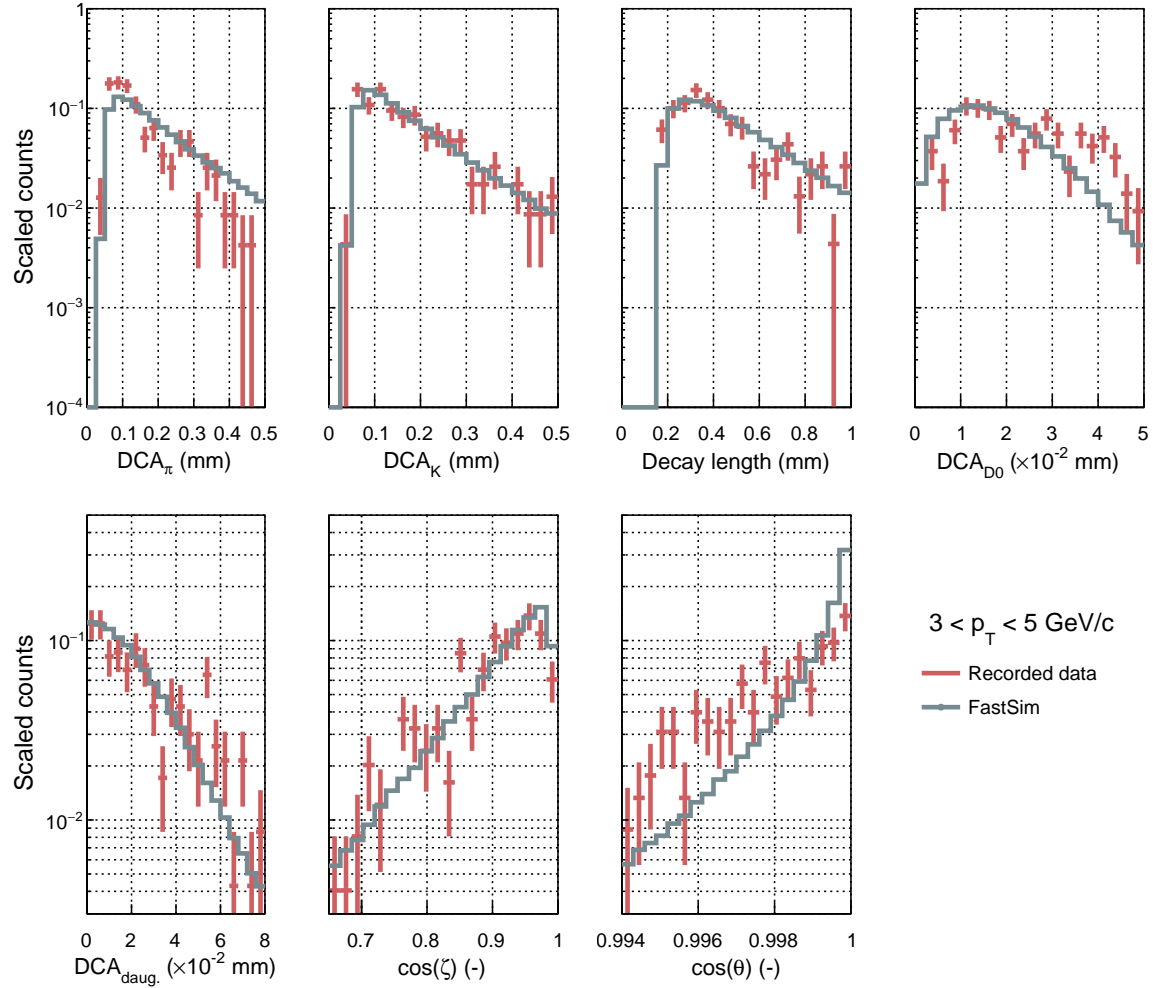 Scaled counts
1
10⁻¹
10⁻²
10⁻³
10⁻⁴
0 0.1 0.2 0.3 0.4 0.5
DCA_π (mm)
0 0.1 0.2 0.3 0.4 0.5
DCA_K (mm)
0 0.2 0.4 0.6 0.8 1
Decay length (mm)
0 1 2 3 4 5
DCA_D0 (×10⁻² mm)
Scaled counts
10⁻¹
10⁻²
0 2 4 6 8
DCA_daug. (×10⁻² mm)
0.7 0.8 0.9 1
cos(ζ) (-)
0.994 0.996 0.998 1
cos(θ) (-)
3 < p_T < 5 GeV/c
Recorded data
FastSim